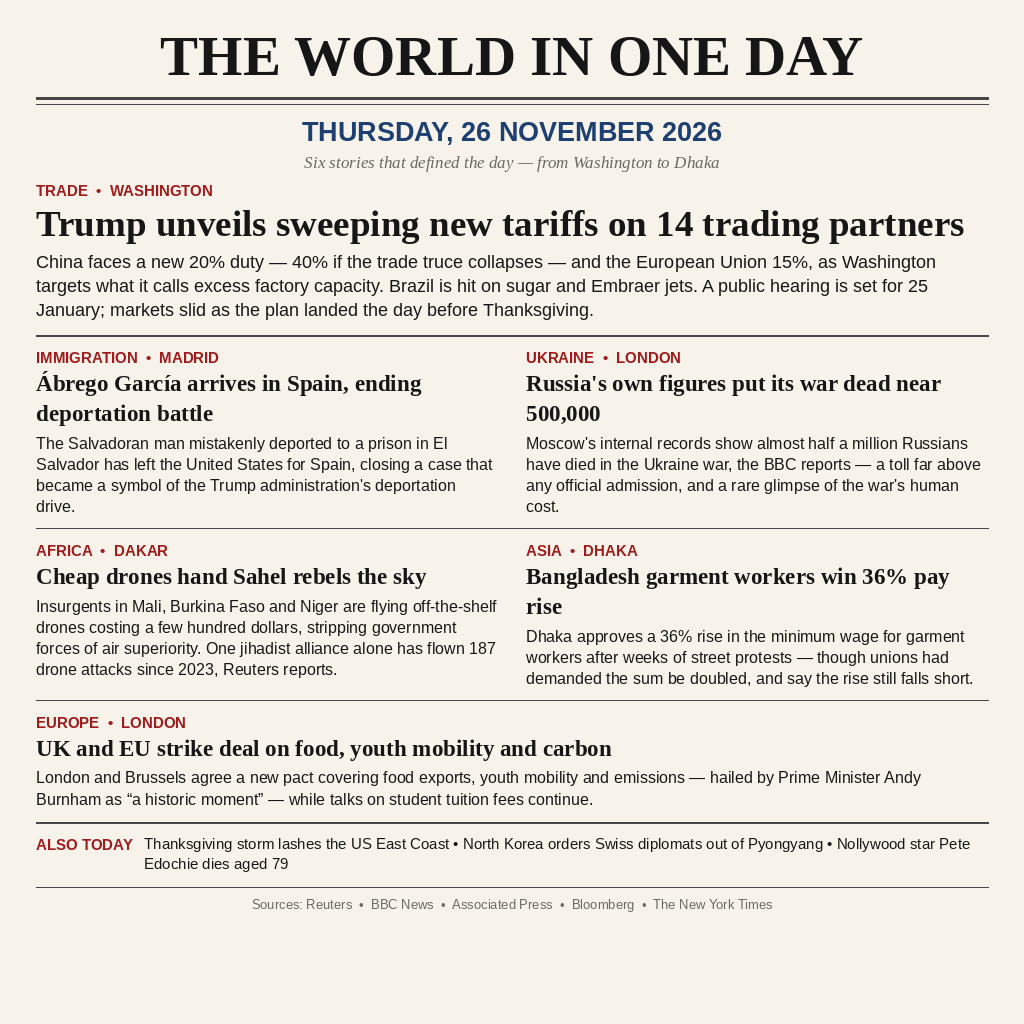 THE WORLD IN ONE DAY
THURSDAY, 26 NOVEMBER 2026
Six stories that defined the day — from Washington to Dhaka
TRADE • WASHINGTON
Trump unveils sweeping new tariffs on 14 trading partners
China faces a new 20% duty — 40% if the trade truce collapses — and the European Union 15%, as Washington
targets what it calls excess factory capacity. Brazil is hit on sugar and Embraer jets. A public hearing is set for 25
January; markets slid as the plan landed the day before Thanksgiving.
IMMIGRATION • MADRID
Ábrego García arrives in Spain, ending
deportation battle
The Salvadoran man mistakenly deported to a prison in El
Salvador has left the United States for Spain, closing a case that
became a symbol of the Trump administration's deportation
drive.
UKRAINE • LONDON
Russia's own figures put its war dead near
500,000
Moscow's internal records show almost half a million Russians
have died in the Ukraine war, the BBC reports — a toll far above
any official admission, and a rare glimpse of the war's human
cost.
AFRICA • DAKAR
Cheap drones hand Sahel rebels the sky
Insurgents in Mali, Burkina Faso and Niger are flying off-the-shelf
drones costing a few hundred dollars, stripping government
forces of air superiority. One jihadist alliance alone has flown 187
drone attacks since 2023, Reuters reports.
ASIA • DHAKA
Bangladesh garment workers win 36% pay
rise
Dhaka approves a 36% rise in the minimum wage for garment
workers after weeks of street protests — though unions had
demanded the sum be doubled, and say the rise still falls short.
EUROPE • LONDON
UK and EU strike deal on food, youth mobility and carbon
London and Brussels agree a new pact covering food exports, youth mobility and emissions — hailed by Prime Minister Andy
Burnham as “a historic moment” — while talks on student tuition fees continue.
ALSO TODAY Thanksgiving storm lashes the US East Coast • North Korea orders Swiss diplomats out of Pyongyang • Nollywood star Pete
Edochie dies aged 79
Sources: Reuters • BBC News • Associated Press • Bloomberg • The New York Times